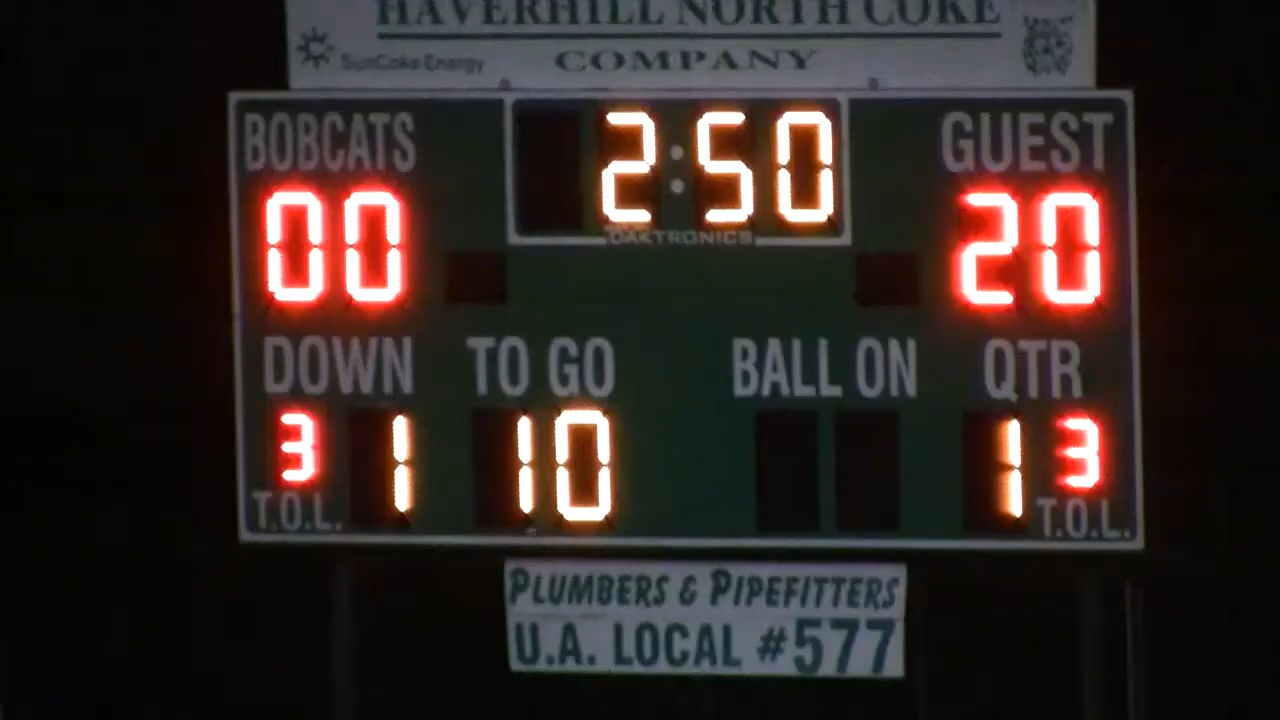 HAVERHILL NORTH COKE
SunCoke Energy
COMPANY
BOBCATS 2:50 GUEST
00 20
DAKTRONICS
DOWN TO GO BALL ON QTR
3 1 10 1 3
T.O.L. T.O.L.
PLUMBERS & PIPEFITTERS
U.A. LOCAL #577